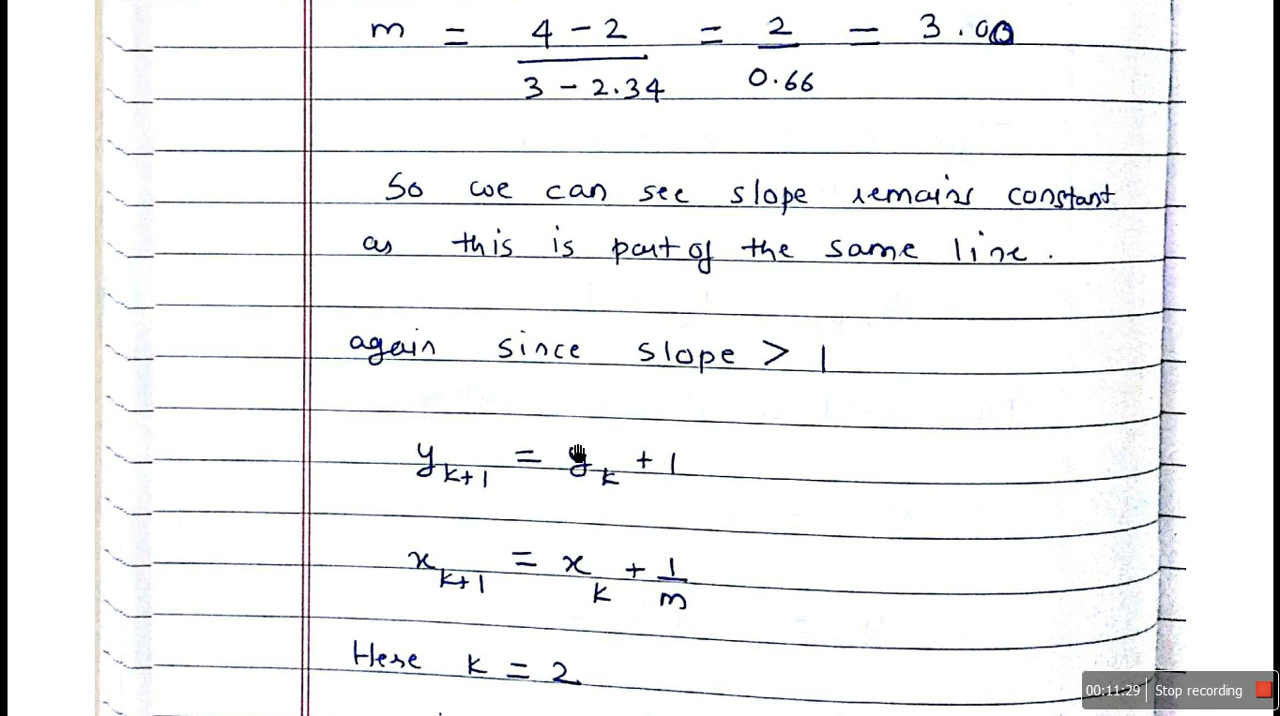 m = 4 - 2 / 3 - 2.34 = 2 / 0.66 = 3.00
So we can see slope remains constant
as this is part of the same line.
again since slope > 1
y k+1 = y k + 1
x k+1 = x k + 1 / m
Here k = 2
00:11:29 Stop recording